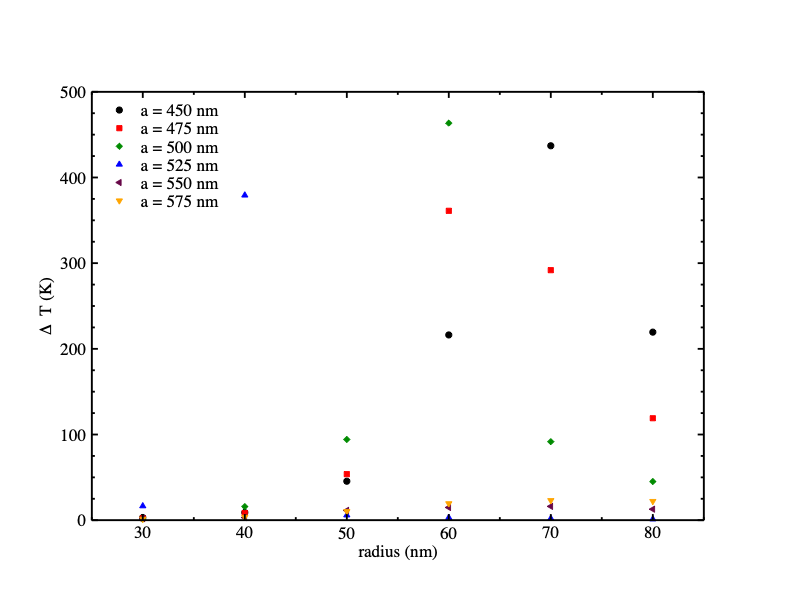 500
400
300
200
100
0
Δ T (K)
a = 450 nm
a = 475 nm
a = 500 nm
a = 525 nm
a = 550 nm
a = 575 nm
30 40 50 60 70 80
radius (nm)